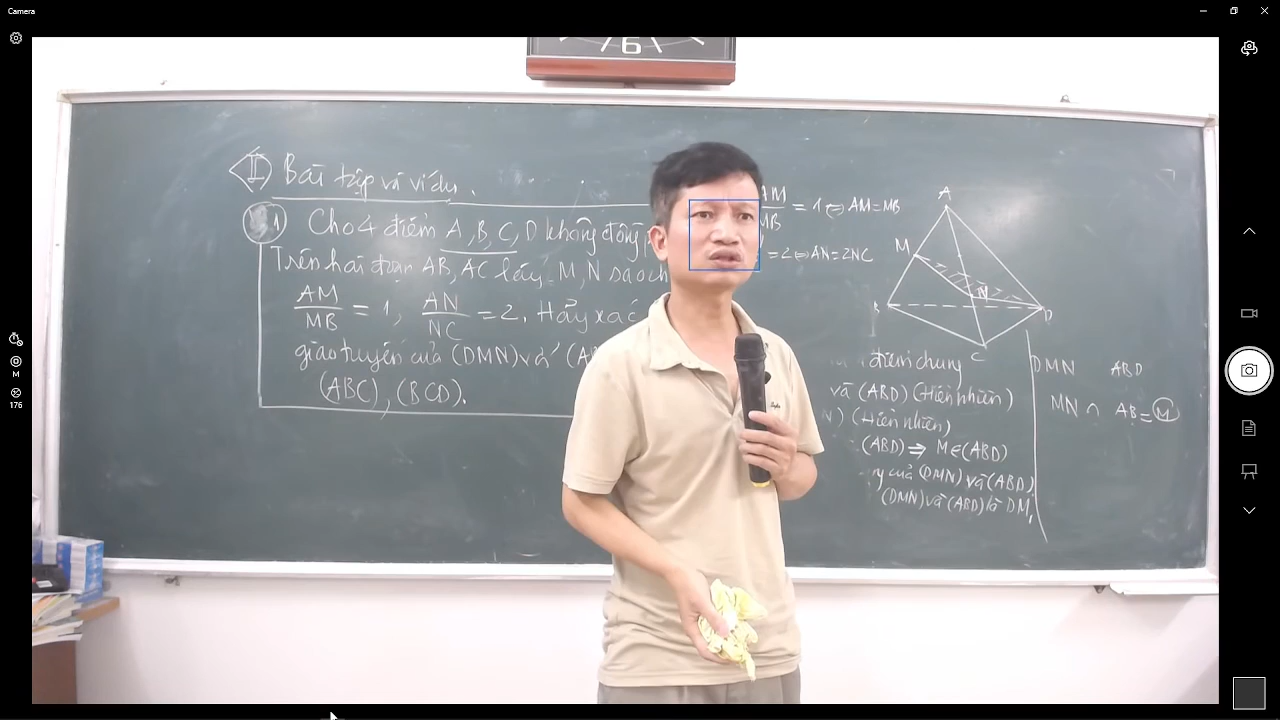 Camera
6
II Bài tập và ví dụ.
1 Cho 4 điểm A, B, C, D không đồng
Trên hai đoạn AB, AC lấy M, N sao ch
AM/MB = 1, AN/NC = 2. Hãy xác
giao tuyến của (DMN) và (AB
(ABC), (BCD).
AM/MB = 1 ⇔ AM = MB
= 2 ⇔ AN = 2NC
A
M
N
B
D
C
điểm chung
và (ABD) (Hiển nhiên)
N) (Hiển nhiên)
(ABD) ⇒ M ∈ (ABD)
của (DMN) và (ABD)
(DMN) và (ABD) là DM.
DMN ABD
MN ∩ AB = M
M
176